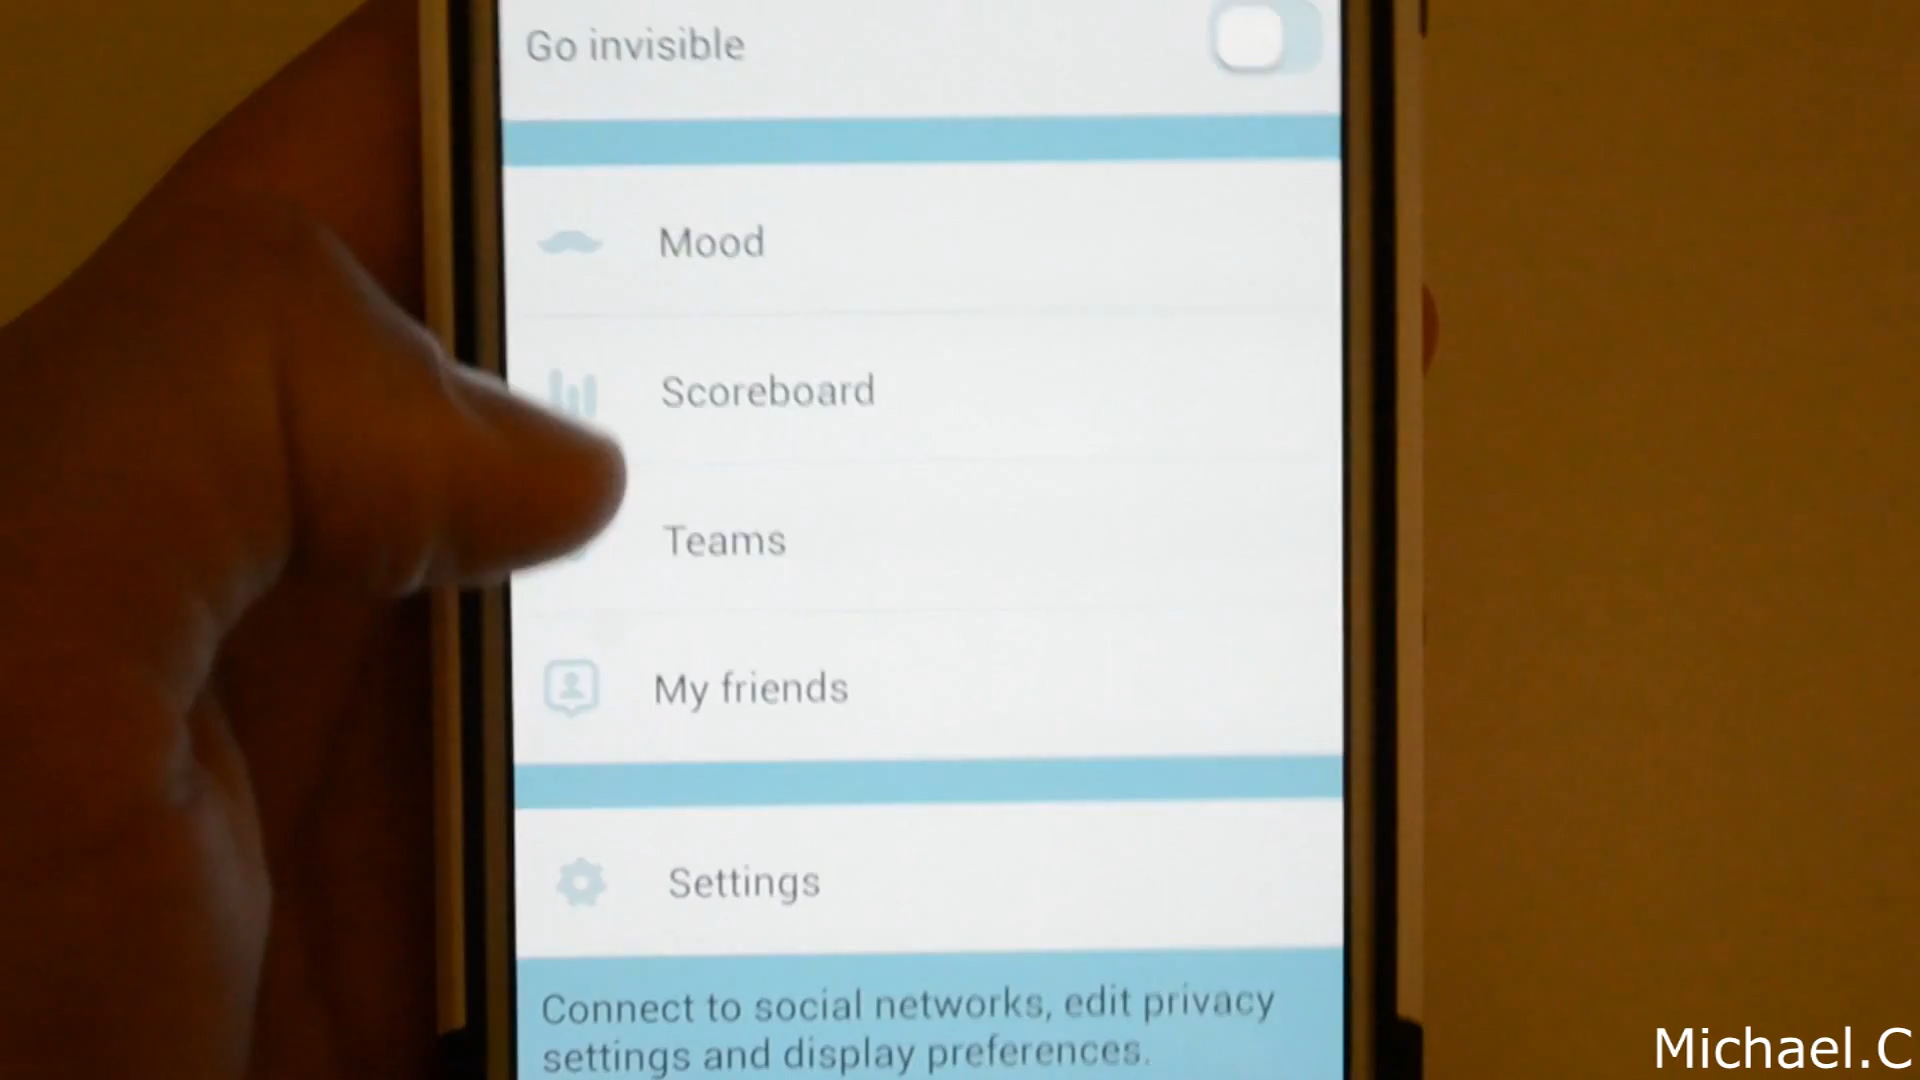 Go invisible
Mood
Scoreboard
Teams
My friends
Settings
Connect to social networks, edit privacy
settings and display preferences.
Michael.C